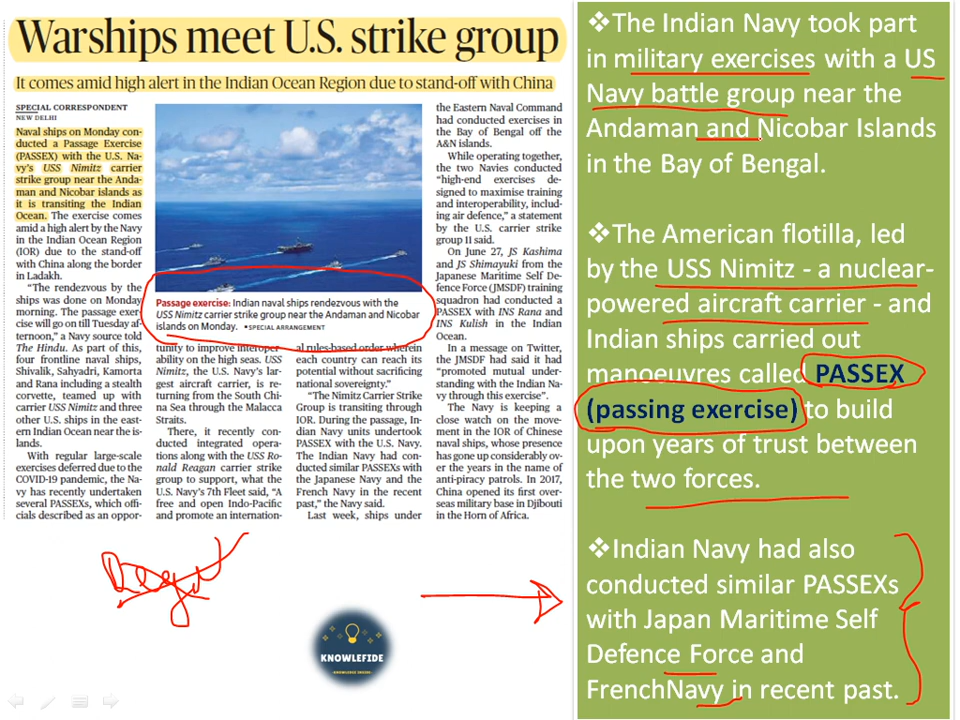 Warships meet U.S. strike group
It comes amid high alert in the Indian Ocean Region due to stand-off with China
SPECIAL CORRESPONDENT
NEW DELHI
Naval ships on Monday con-
ducted a Passage Exercise
(PASSEX) with the U.S. Na-
vy's USS Nimitz carrier
strike group near the Anda-
man and Nicobar islands as
it is transiting the Indian
Ocean. The exercise comes
amid a high alert by the Navy
in the Indian Ocean Region
(IOR) due to the stand-off
with China along the border
in Ladakh.
"The rendezvous by the
ships was done on Monday
morning. The passage exer-
cise will go on till Tuesday af-
ternoon," a Navy source told
The Hindu. As part of this,
four frontline naval ships,
Shivalik, Sahyadri, Kamorta
and Rana including a stealth
corvette, teamed up with
carrier USS Nimitz and three
other U.S. ships in the east-
ern Indian Ocean near the is-
lands.
With regular large-scale
exercises deferred due to the
COVID-19 pandemic, the Na-
vy has recently undertaken
several PASSEXs, which offi-
cials described as an oppor-
Passage exercise: Indian naval ships rendezvous with the
USS Nimitz carrier strike group near the Andaman and Nicobar
islands on Monday. ▪SPECIAL ARRANGEMENT
tunity to improve interoper-
ability on the high seas. USS
Nimitz, the U.S. Navy's lar-
gest aircraft carrier, is re-
turning from the South Chi-
na Sea through the Malacca
Straits.
There, it recently con-
ducted integrated opera-
tions along with the USS Ro-
nald Reagan carrier strike
group to support, what the
U.S. Navy's 7th Fleet said, "A
free and open Indo-Pacific
and promote an internation-
al rules-based order wherein
each country can reach its
potential without sacrificing
national sovereignty."
"The Nimitz Carrier Strike
Group is transiting through
IOR. During the passage, In-
dian Navy units undertook
PASSEX with the U.S. Navy.
The Indian Navy had con-
ducted similar PASSEXs with
the Japanese Navy and the
French Navy in the recent
past," the Navy said.
Last week, ships under
the Eastern Naval Command
had conducted exercises in
the Bay of Bengal off the
A&N islands.
While operating together,
the two Navies conducted
"high-end exercises de-
signed to maximise training
and interoperability, includ-
ing air defence," a statement
by the U.S. carrier strike
group 11 said.
On June 27, JS Kashima
and JS Shimayuki from the
Japanese Maritime Self De-
fence Force (JMSDF) training
squadron had conducted a
PASSEX with INS Rana and
INS Kulish in the Indian
Ocean.
In a message on Twitter,
the JMSDF had said it had
"promoted mutual under-
standing with the Indian Na-
vy through this exercise".
The Navy is keeping a
close watch on the move-
ment in the IOR of Chinese
naval ships, whose presence
has gone up considerably ov-
er the years in the name of
anti-piracy patrols. In 2017,
China opened its first over-
seas military base in Djibouti
in the Horn of Africa.
KNOWLEFIDE
❖The Indian Navy took part
in military exercises with a US
Navy battle group near the
Andaman and Nicobar Islands
in the Bay of Bengal.
❖The American flotilla, led
by the USS Nimitz - a nuclear-
powered aircraft carrier - and
Indian ships carried out
manoeuvres called PASSEX
(passing exercise) to build
upon years of trust between
the two forces.
❖Indian Navy had also
conducted similar PASSEXs
with Japan Maritime Self
Defence Force and
FrenchNavy in recent past.